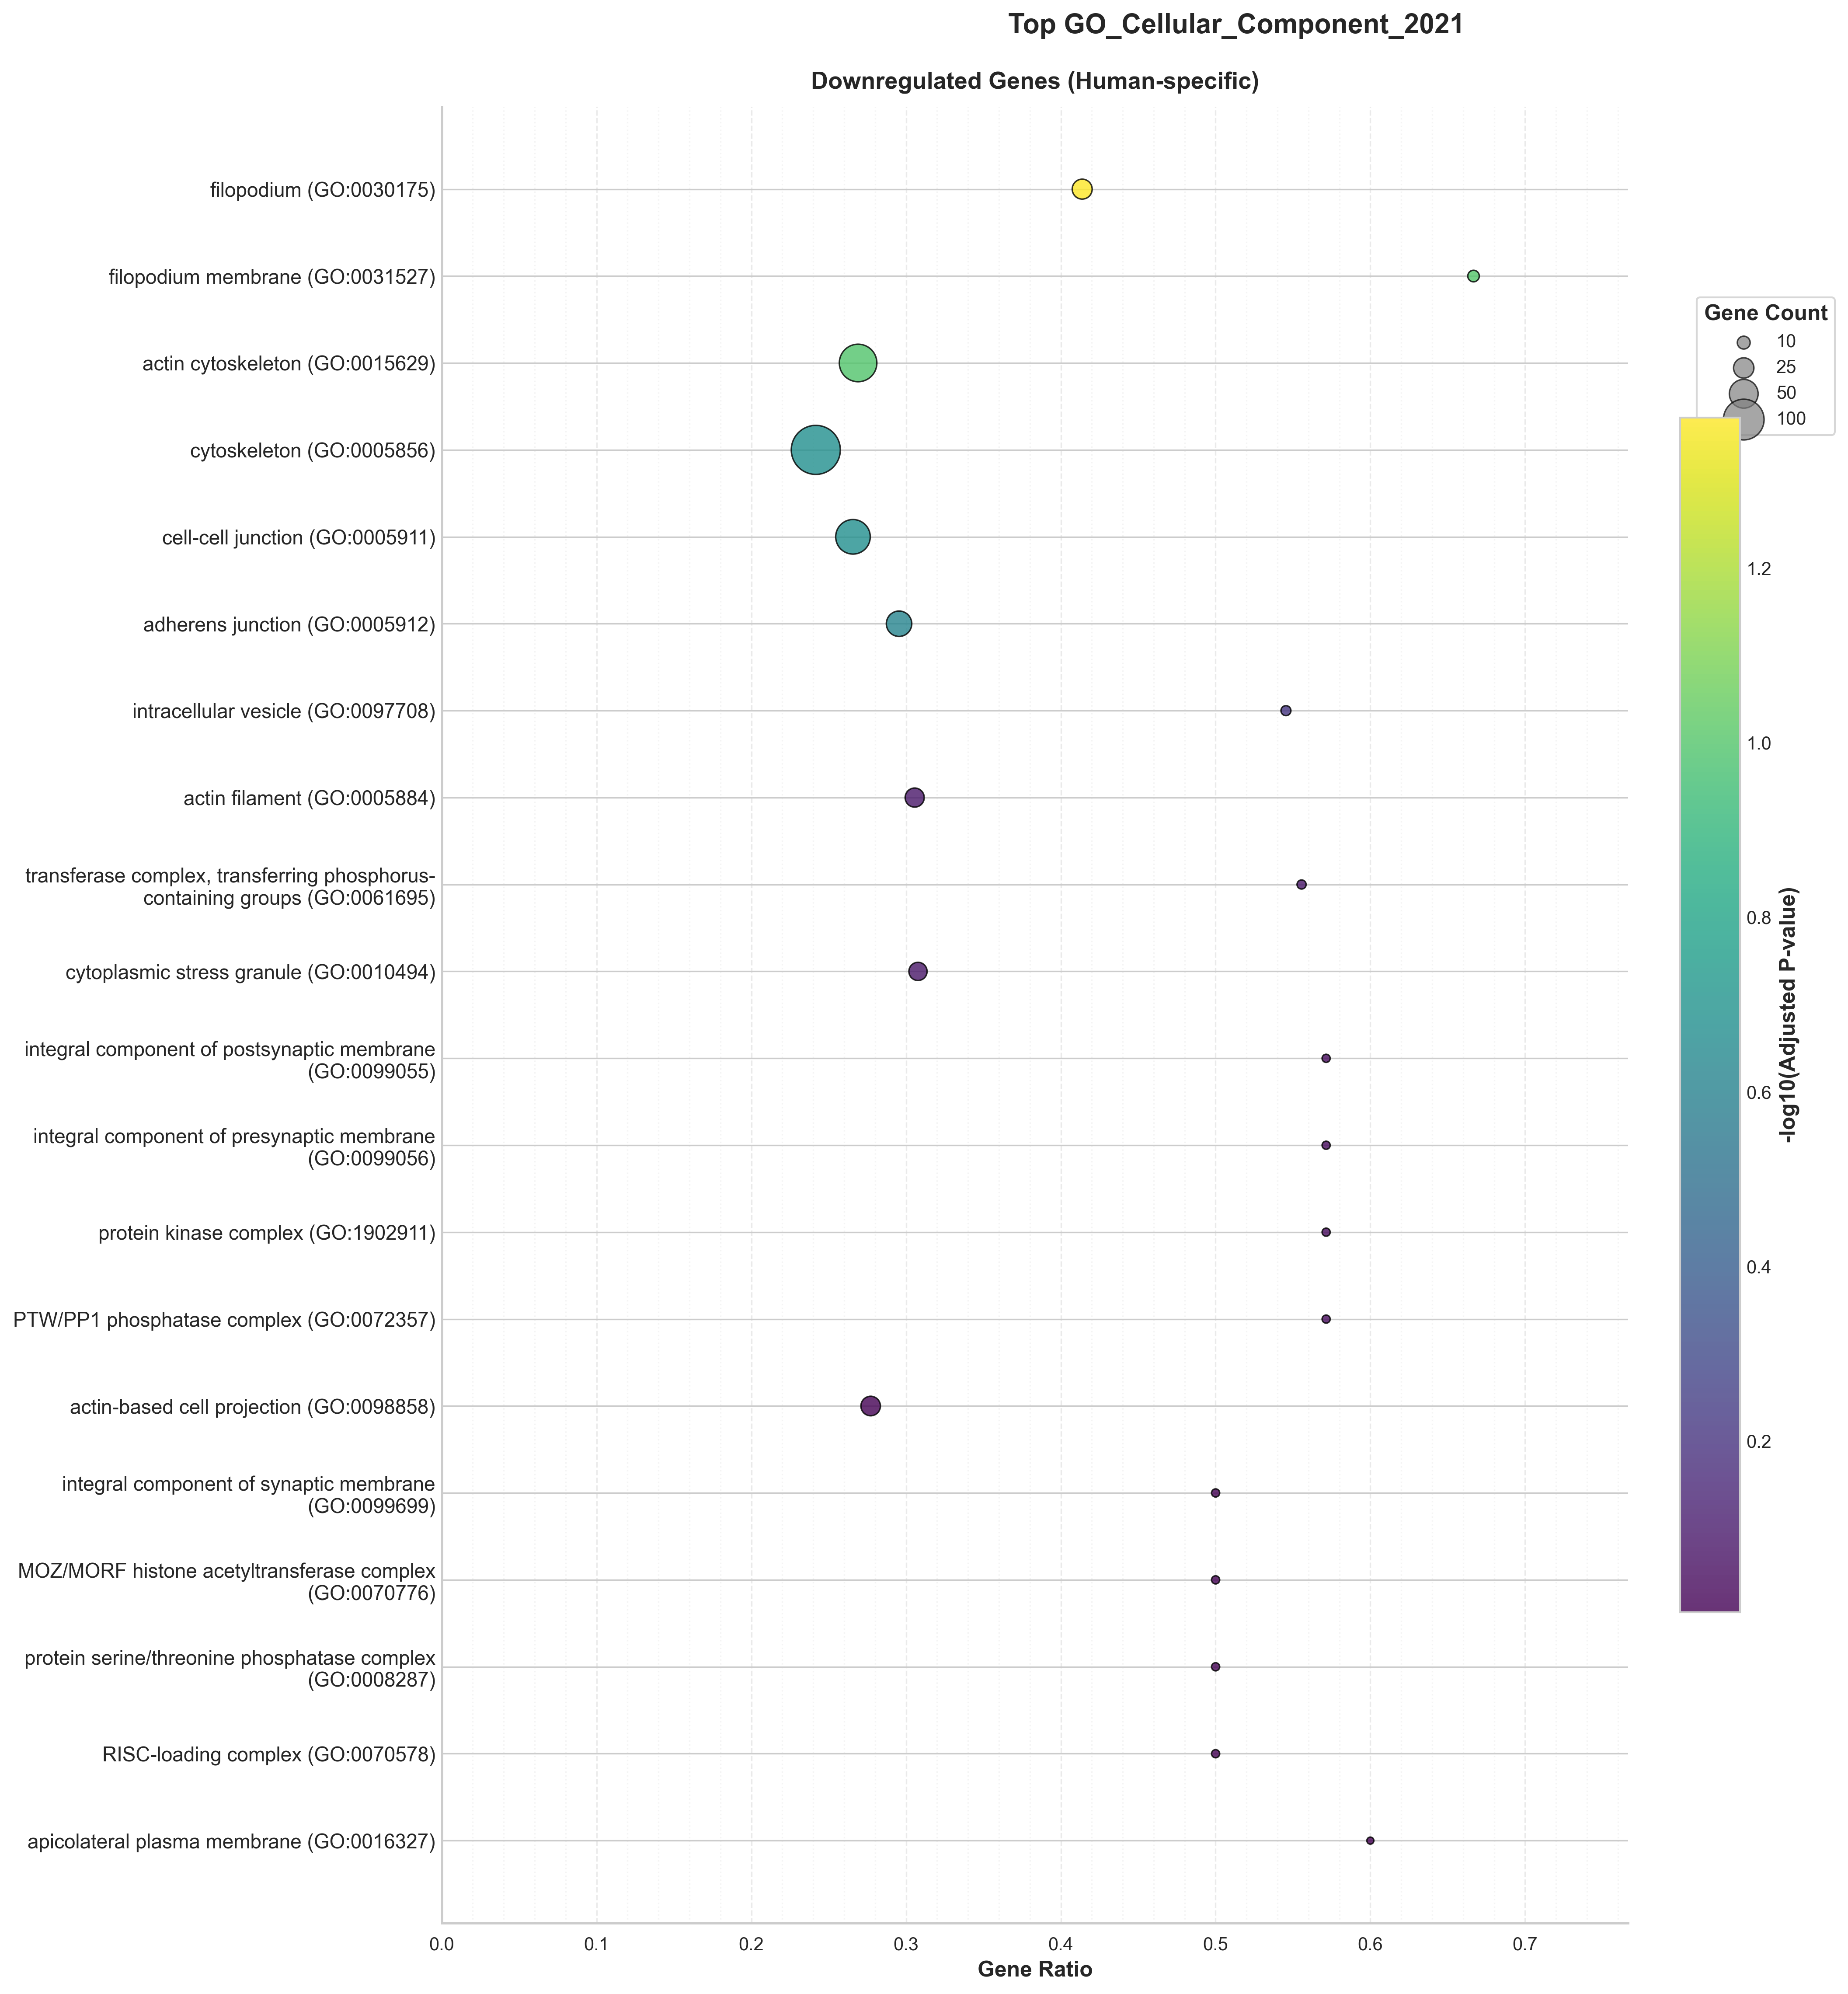 Top GO_Cellular_Component_2021
Downregulated Genes (Human-specific)
filopodium (GO:0030175)
filopodium membrane (GO:0031527)
actin cytoskeleton (GO:0015629)
cytoskeleton (GO:0005856)
cell-cell junction (GO:0005911)
adherens junction (GO:0005912)
intracellular vesicle (GO:0097708)
actin filament (GO:0005884)
transferase complex, transferring phosphorus-
containing groups (GO:0061695)
cytoplasmic stress granule (GO:0010494)
integral component of postsynaptic membrane
(GO:0099055)
integral component of presynaptic membrane
(GO:0099056)
protein kinase complex (GO:1902911)
PTW/PP1 phosphatase complex (GO:0072357)
actin-based cell projection (GO:0098858)
integral component of synaptic membrane
(GO:0099699)
MOZ/MORF histone acetyltransferase complex
(GO:0070776)
protein serine/threonine phosphatase complex
(GO:0008287)
RISC-loading complex (GO:0070578)
apicolateral plasma membrane (GO:0016327)
0.0 0.1 0.2 0.3 0.4 0.5 0.6 0.7
Gene Ratio
Gene Count
10
25
50
100
1.2
1.0
0.8
0.6
0.4
0.2
-log10(Adjusted P-value)